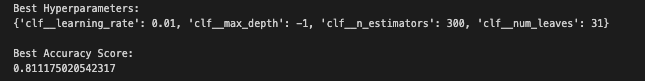 Best Hyperparameters:
{'clf__learning_rate': 0.01, 'clf__max_depth': -1, 'clf__n_estimators': 300, 'clf__num_leaves': 31}
Best Accuracy Score:
0.811175020542317